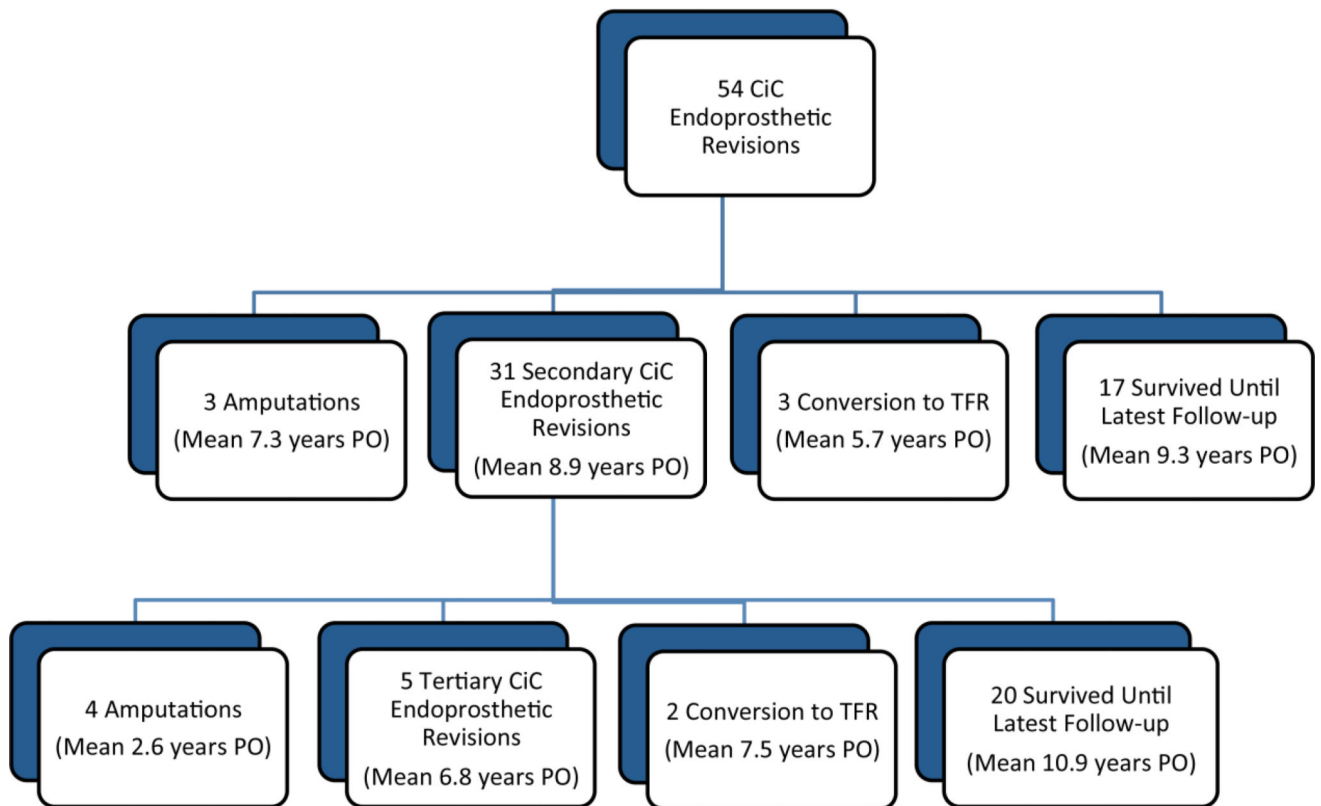 54 CiC
Endoprosthetic
Revisions
3 Amputations
(Mean 7.3 years PO)
31 Secondary CiC
Endoprosthetic
Revisions
(Mean 8.9 years PO)
3 Conversion to TFR
(Mean 5.7 years PO)
17 Survived Until
Latest Follow-up
(Mean 9.3 years PO)
4 Amputations
(Mean 2.6 years PO)
5 Tertiary CiC
Endoprosthetic
Revisions
(Mean 6.8 years PO)
2 Conversion to TFR
(Mean 7.5 years PO)
20 Survived Until
Latest Follow-up
(Mean 10.9 years PO)